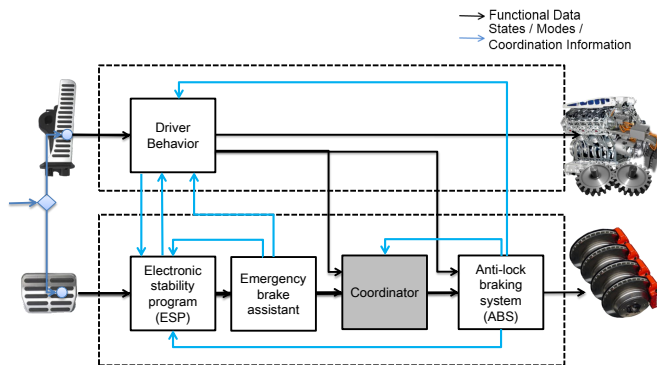 Functional Data
States / Modes /
Coordination Information
Driver
Behavior
Electronic
stability
program
(ESP)
Emergency
brake
assistant
Coordinator
Anti-lock
braking
system
(ABS)